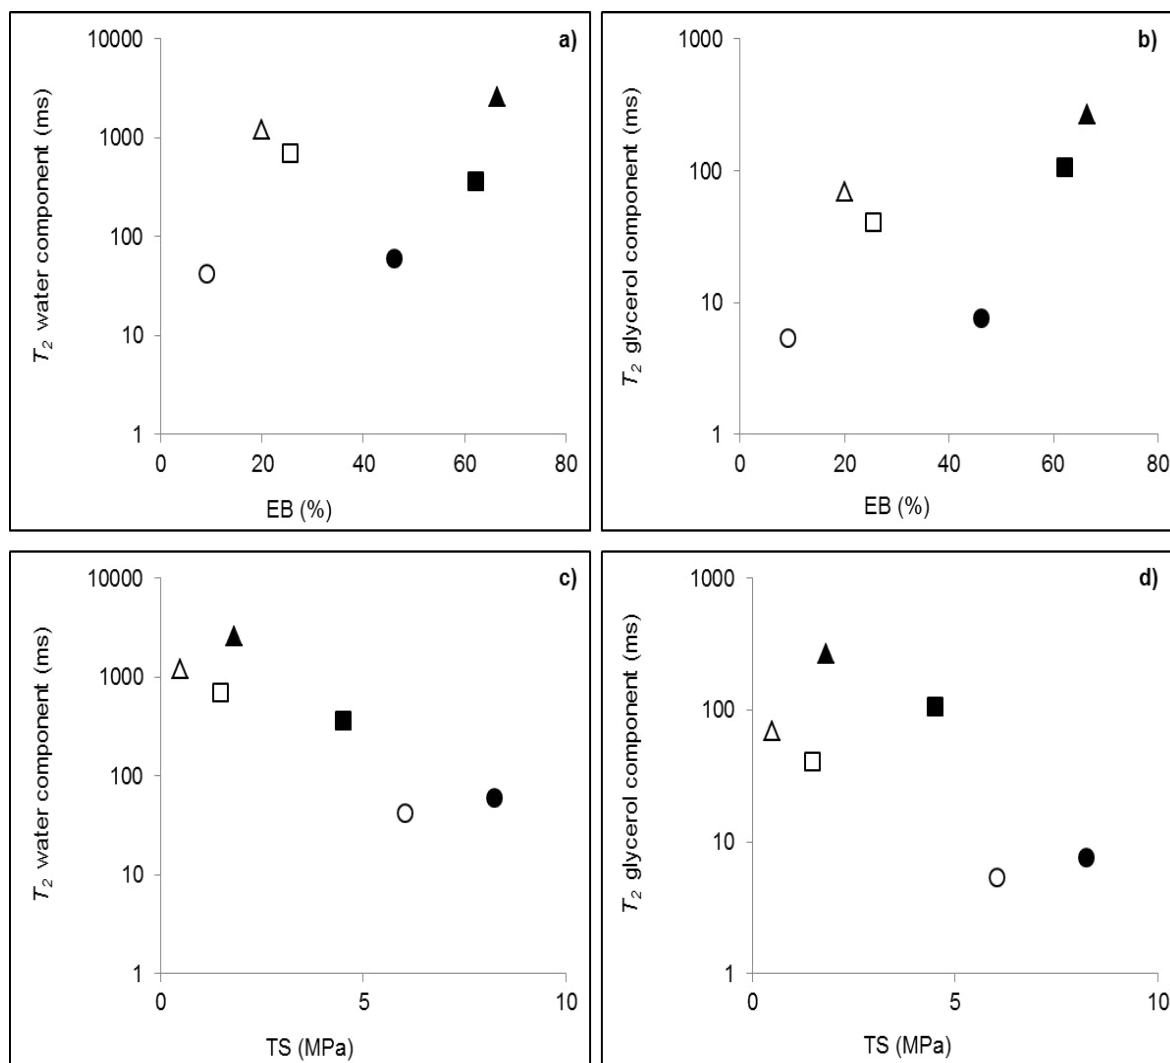 a)
10000
1000
100
10
1
T2 water component (ms)
0 20 40 60 80
EB (%)
b)
1000
100
10
1
T2 glycerol component (ms)
0 20 40 60 80
EB (%)
c)
10000
1000
100
10
1
T2 water component (ms)
0 5 10
TS (MPa)
d)
1000
100
10
1
T2 glycerol component (ms)
0 5 10
TS (MPa)